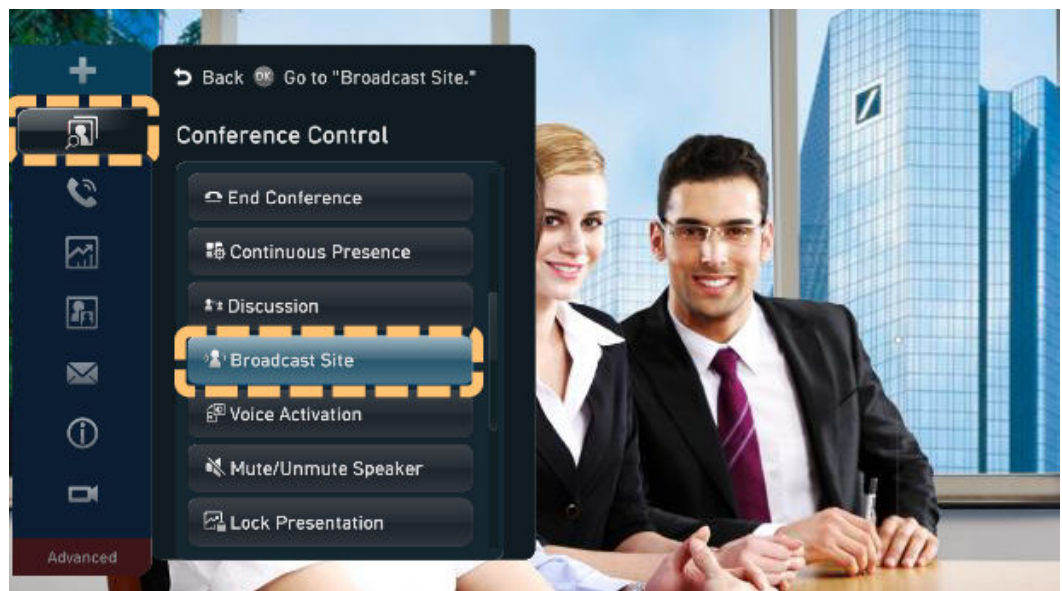 Back OK Go to "Broadcast Site."
Conference Control
End Conference
Continuous Presence
Discussion
Broadcast Site
Voice Activation
Mute/Unmute Speaker
Lock Presentation
Advanced